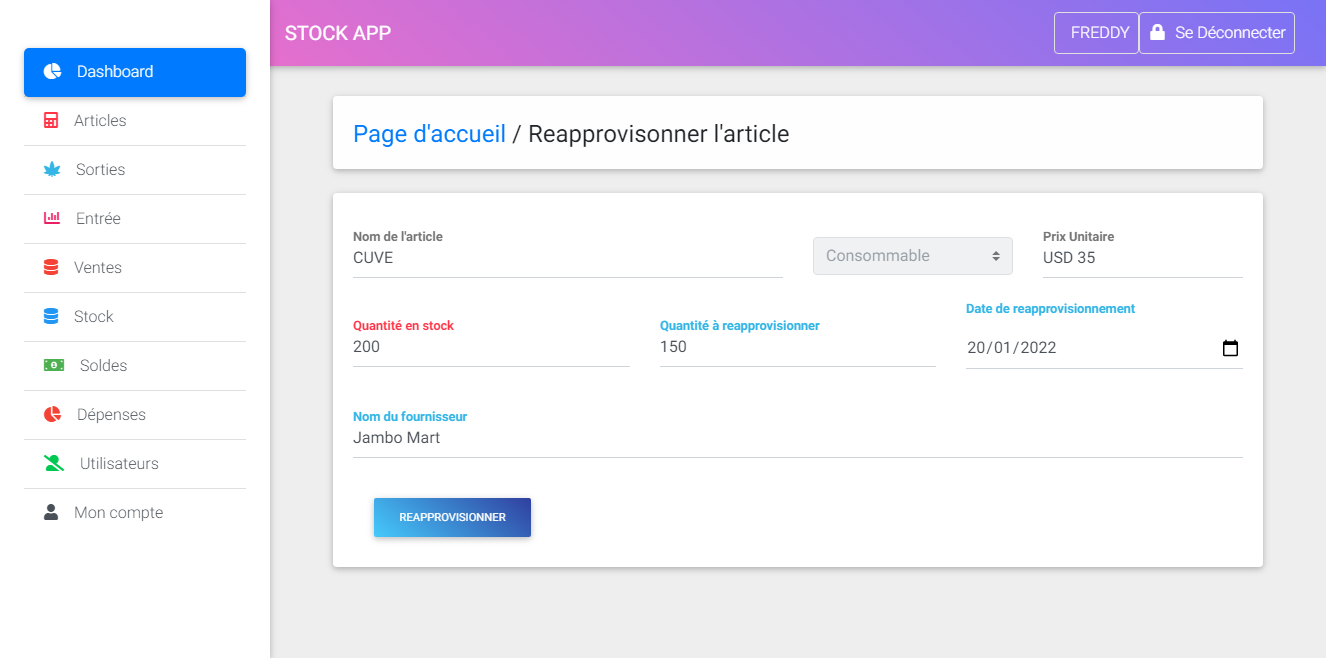 STOCK APP
FREDDY
Se Déconnecter
Dashboard
Articles
Sorties
Entrée
Ventes
Stock
Soldes
Dépenses
Utilisateurs
Mon compte
Page d'accueil / Reapprovisonner l'article
Nom de l'article
CUVE
Consommable
Prix Unitaire
USD 35
Quantité en stock
200
Quantité à reapprovisionner
150
Date de reapprovisionnement
20/01/2022
Nom du fournisseur
Jambo Mart
REAPPROVISIONNER